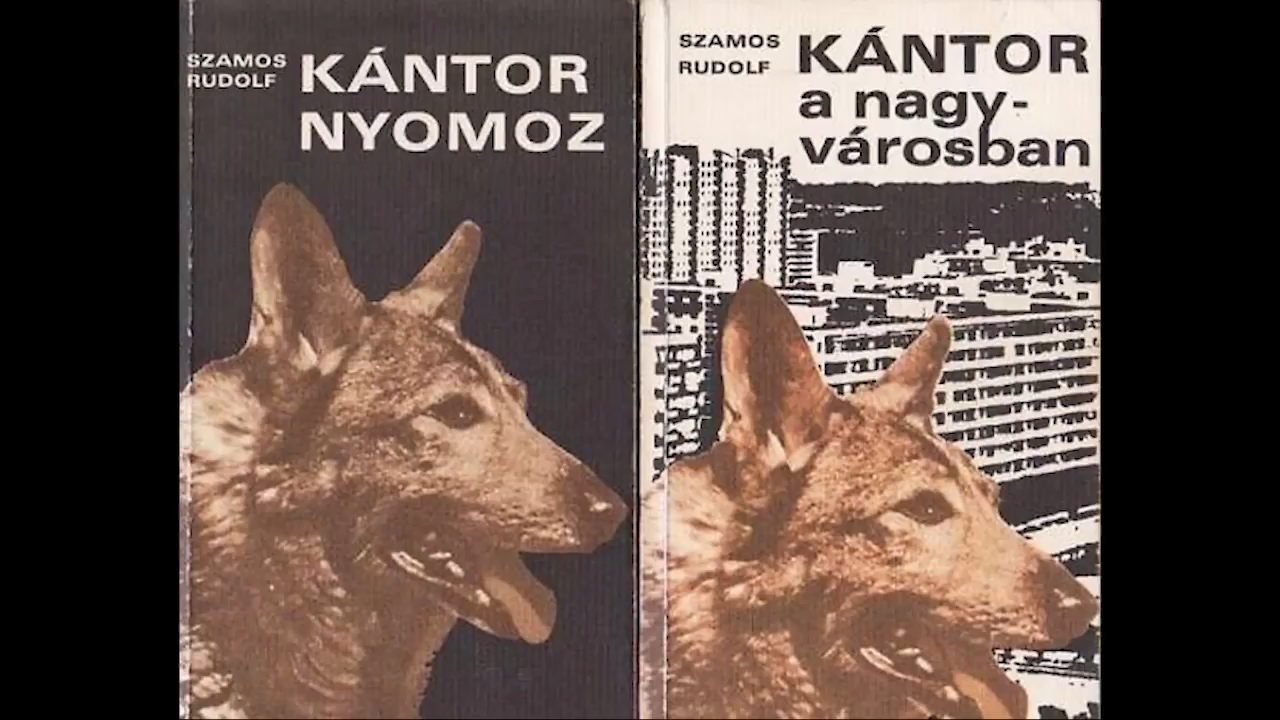 SZAMOS
RUDOLF
KÁNTOR
NYOMOZ
SZAMOS
RUDOLF
KÁNTOR
a nagy-
városban